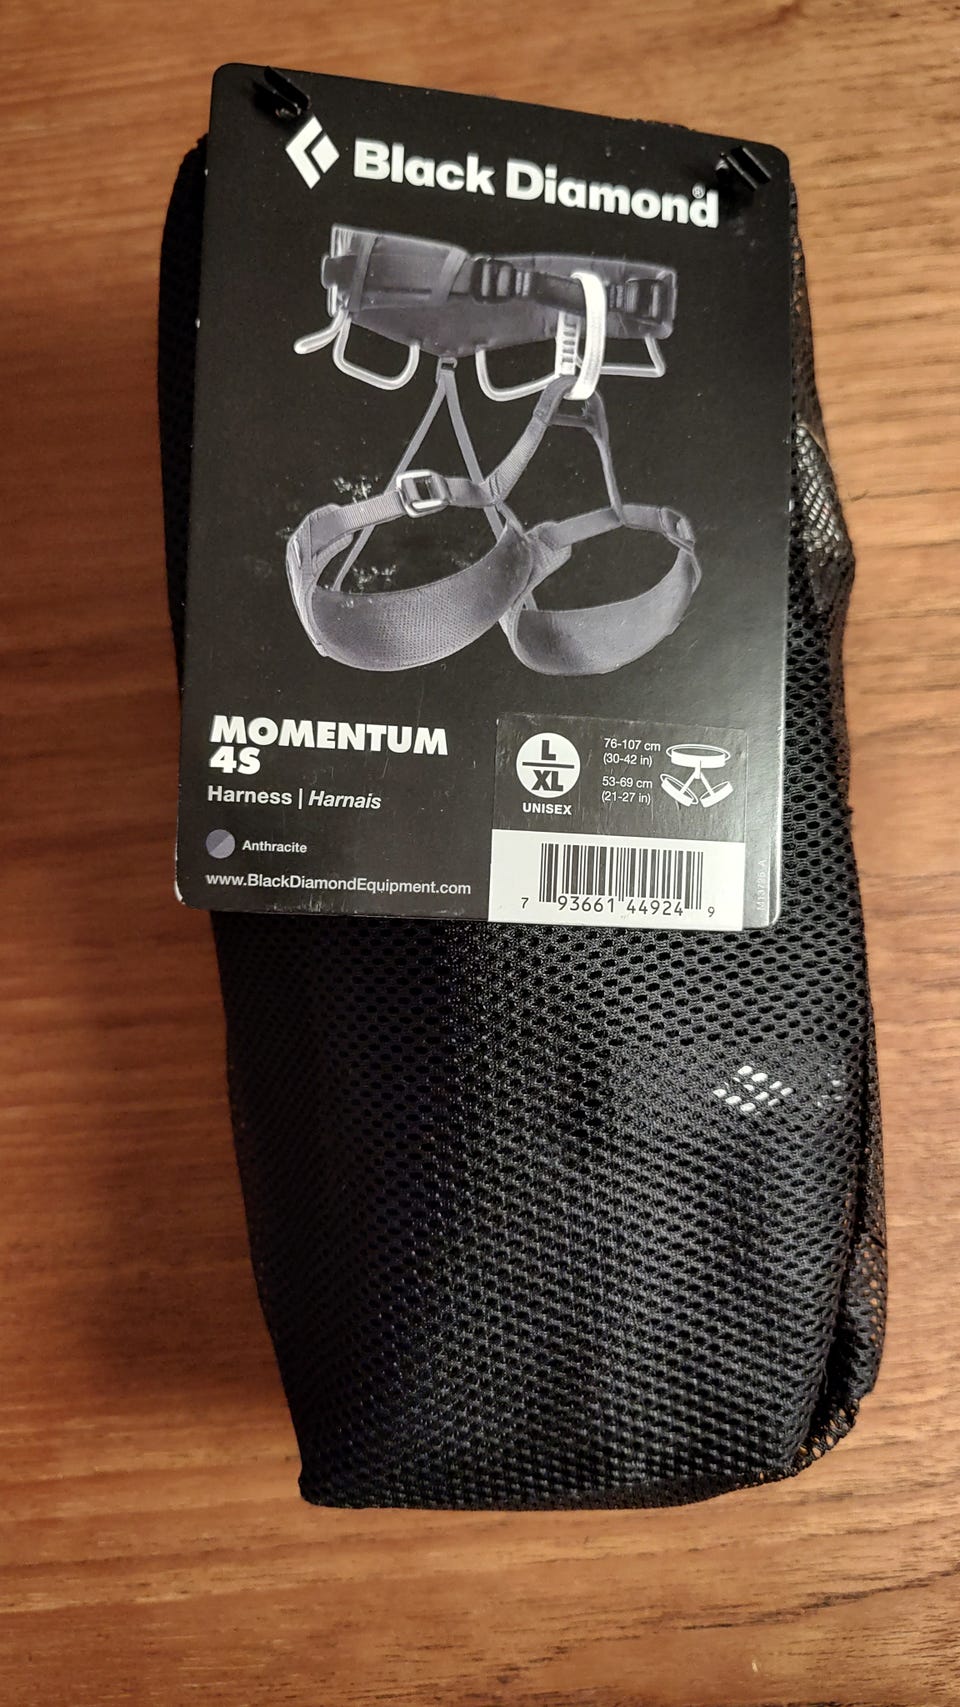 Black Diamond®
MOMENTUM
4S
Harness | Harnais
Anthracite
www.BlackDiamondEquipment.com
L
XL
UNISEX
76-107 cm
(30-42 in)
53-69 cm
(21-27 in)
7 93661 44924 9